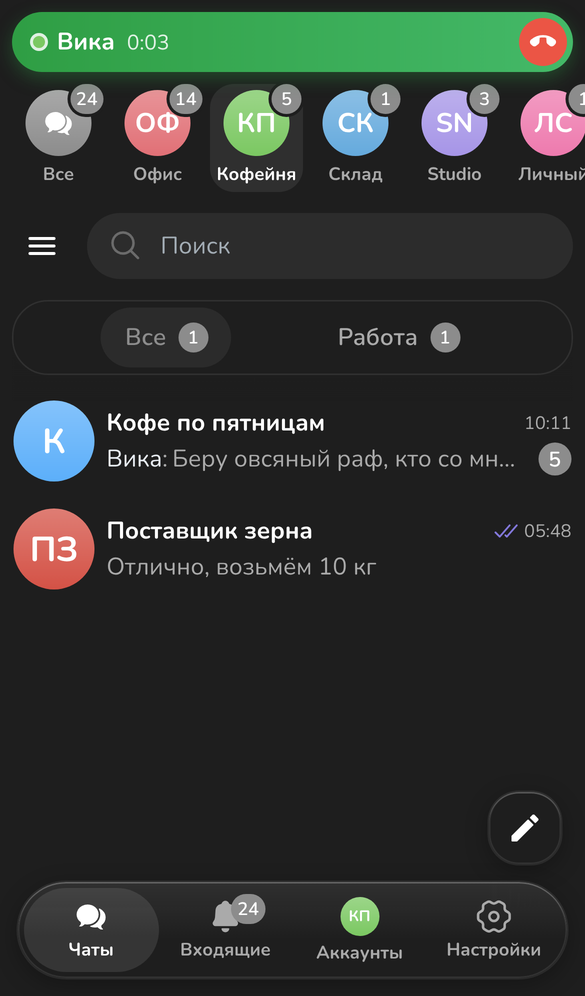 Вика 0:03
24 14 5 1 3 1
ОФ КП СК SN ЛС
Все Офис Кофейня Склад Studio Личный
Поиск
Все 1 Работа 1
К
Кофе по пятницам 10:11
Вика: Беру овсяный раф, кто со мн... 5
ПЗ
Поставщик зерна 05:48
Отлично, возьмём 10 кг
24 КП
Чаты Входящие Аккаунты Настройки